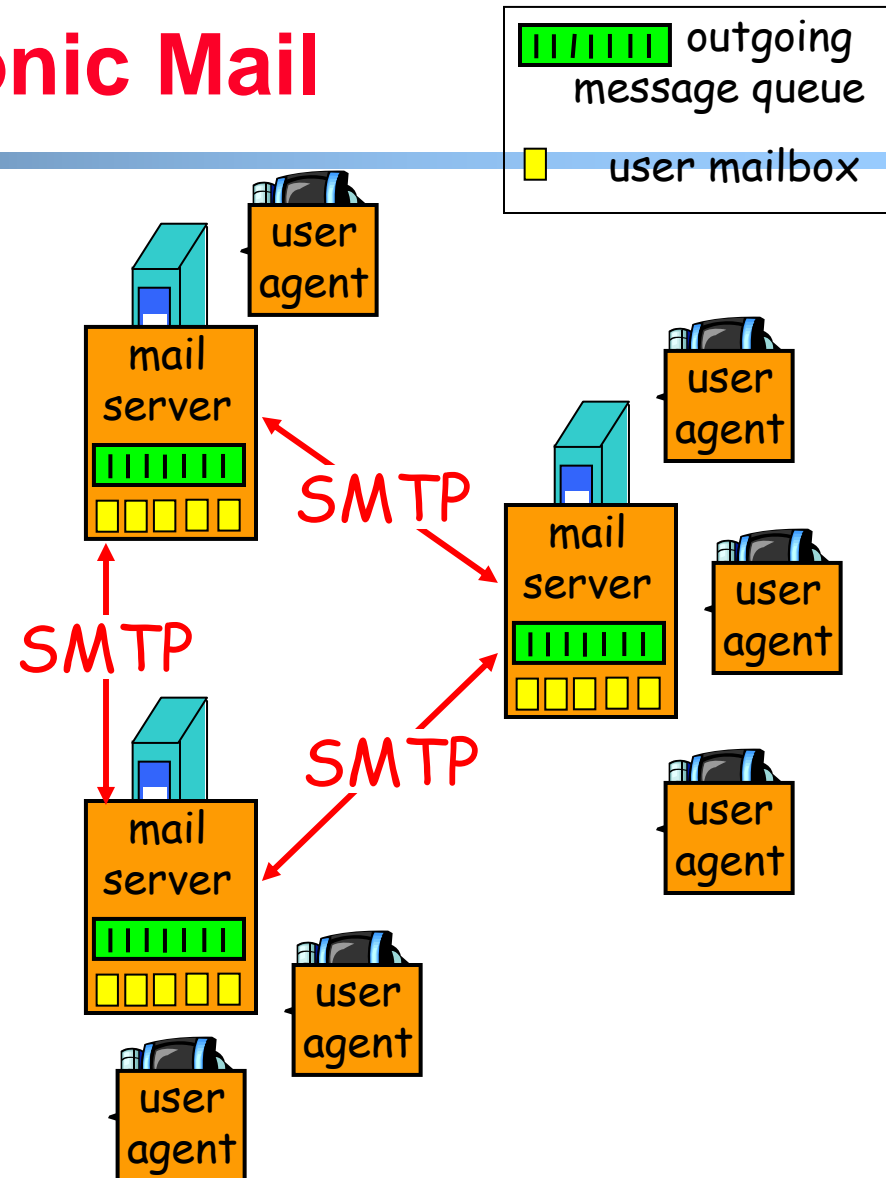 onic Mail
outgoing
message queue
user mailbox
user
agent
mail
server
user
agent
SMTP
mail
server
user
agent
SMTP
SMTP
mail
server
user
agent
user
agent
user
agent